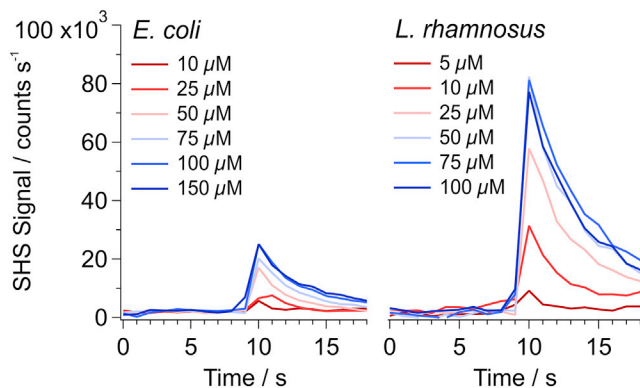 E. coli
10 µM
25 µM
50 µM
75 µM
100 µM
150 µM
L. rhamnosus
5 µM
10 µM
25 µM
50 µM
75 µM
100 µM
SHS Signal / counts s⁻¹
100 x10³
80
60
40
20
0
0 5 10 15
0 5 10 15
Time / s
Time / s